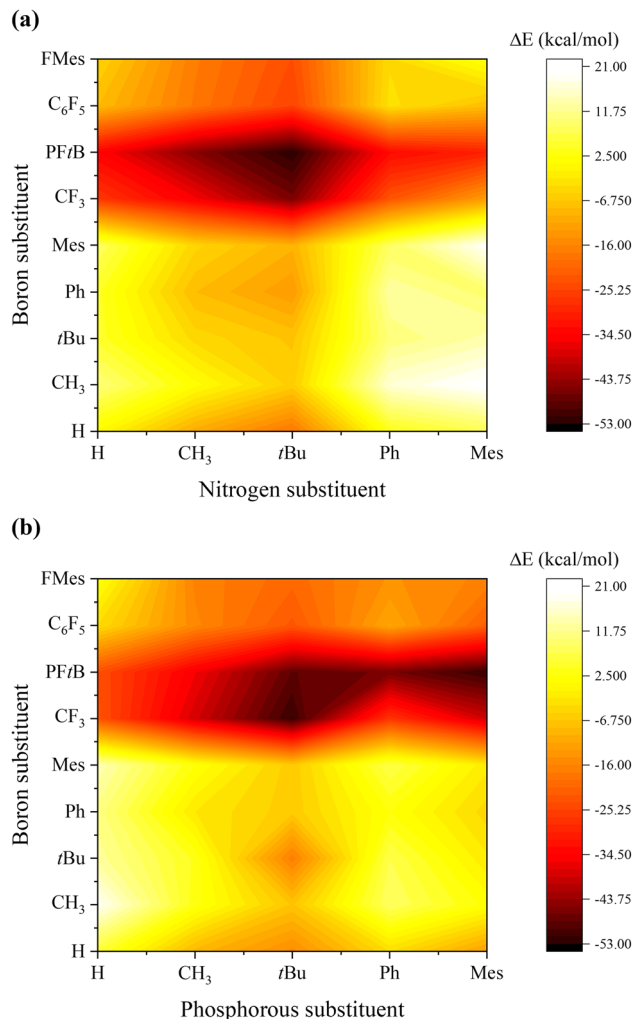 (a)
ΔE (kcal/mol)
FMes
C₆F₅
PFtB
CF₃
Mes
Ph
tBu
CH₃
H
Boron substituent
H CH₃ tBu Ph Mes
Nitrogen substituent
21.00
11.75
2.500
-6.750
-16.00
-25.25
-34.50
-43.75
-53.00
(b)
ΔE (kcal/mol)
FMes
C₆F₅
PFtB
CF₃
Mes
Ph
tBu
CH₃
H
Boron substituent
H CH₃ tBu Ph Mes
Phosphorous substituent
21.00
11.75
2.500
-6.750
-16.00
-25.25
-34.50
-43.75
-53.00